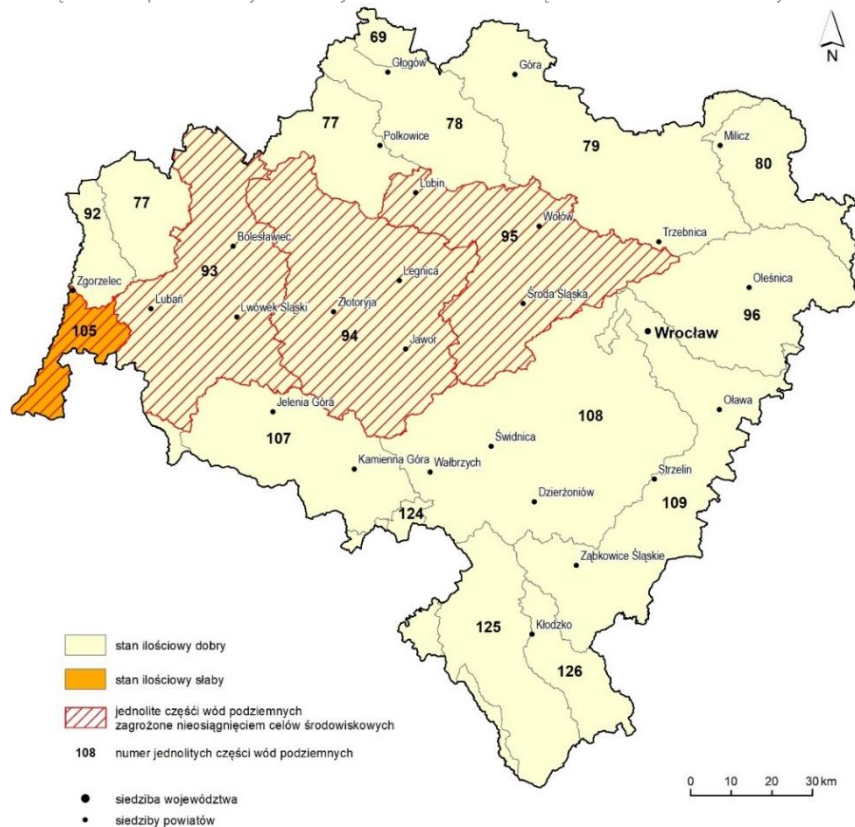 69
Głogów
Góra
N
77
78
79
Milicz
Polkowice
80
Lubin
92
77
95
Wołów
Trzebnica
Bolesławiec
93
Legnica
Oleśnica
Zgorzelec
Lubań
Lwówek Śląski
Złotoryja
Środa Śląska
96
105
94
Jawor
Wrocław
Jelenia Góra
108
Oława
107
Świdnica
Kamienna Góra
Wałbrzych
Strzelin
Dzierżoniów
109
124
Ząbkowice Śląskie
125
Kłodzko
126
stan ilościowy dobry
stan ilościowy słaby
jednolite części wód podziemnych
zagrożone nieosiągnięciem celów środowiskowych
108 numer jednolitych części wód podziemnych
siedziba województwa
siedziby powiatów
0 10 20 30 km